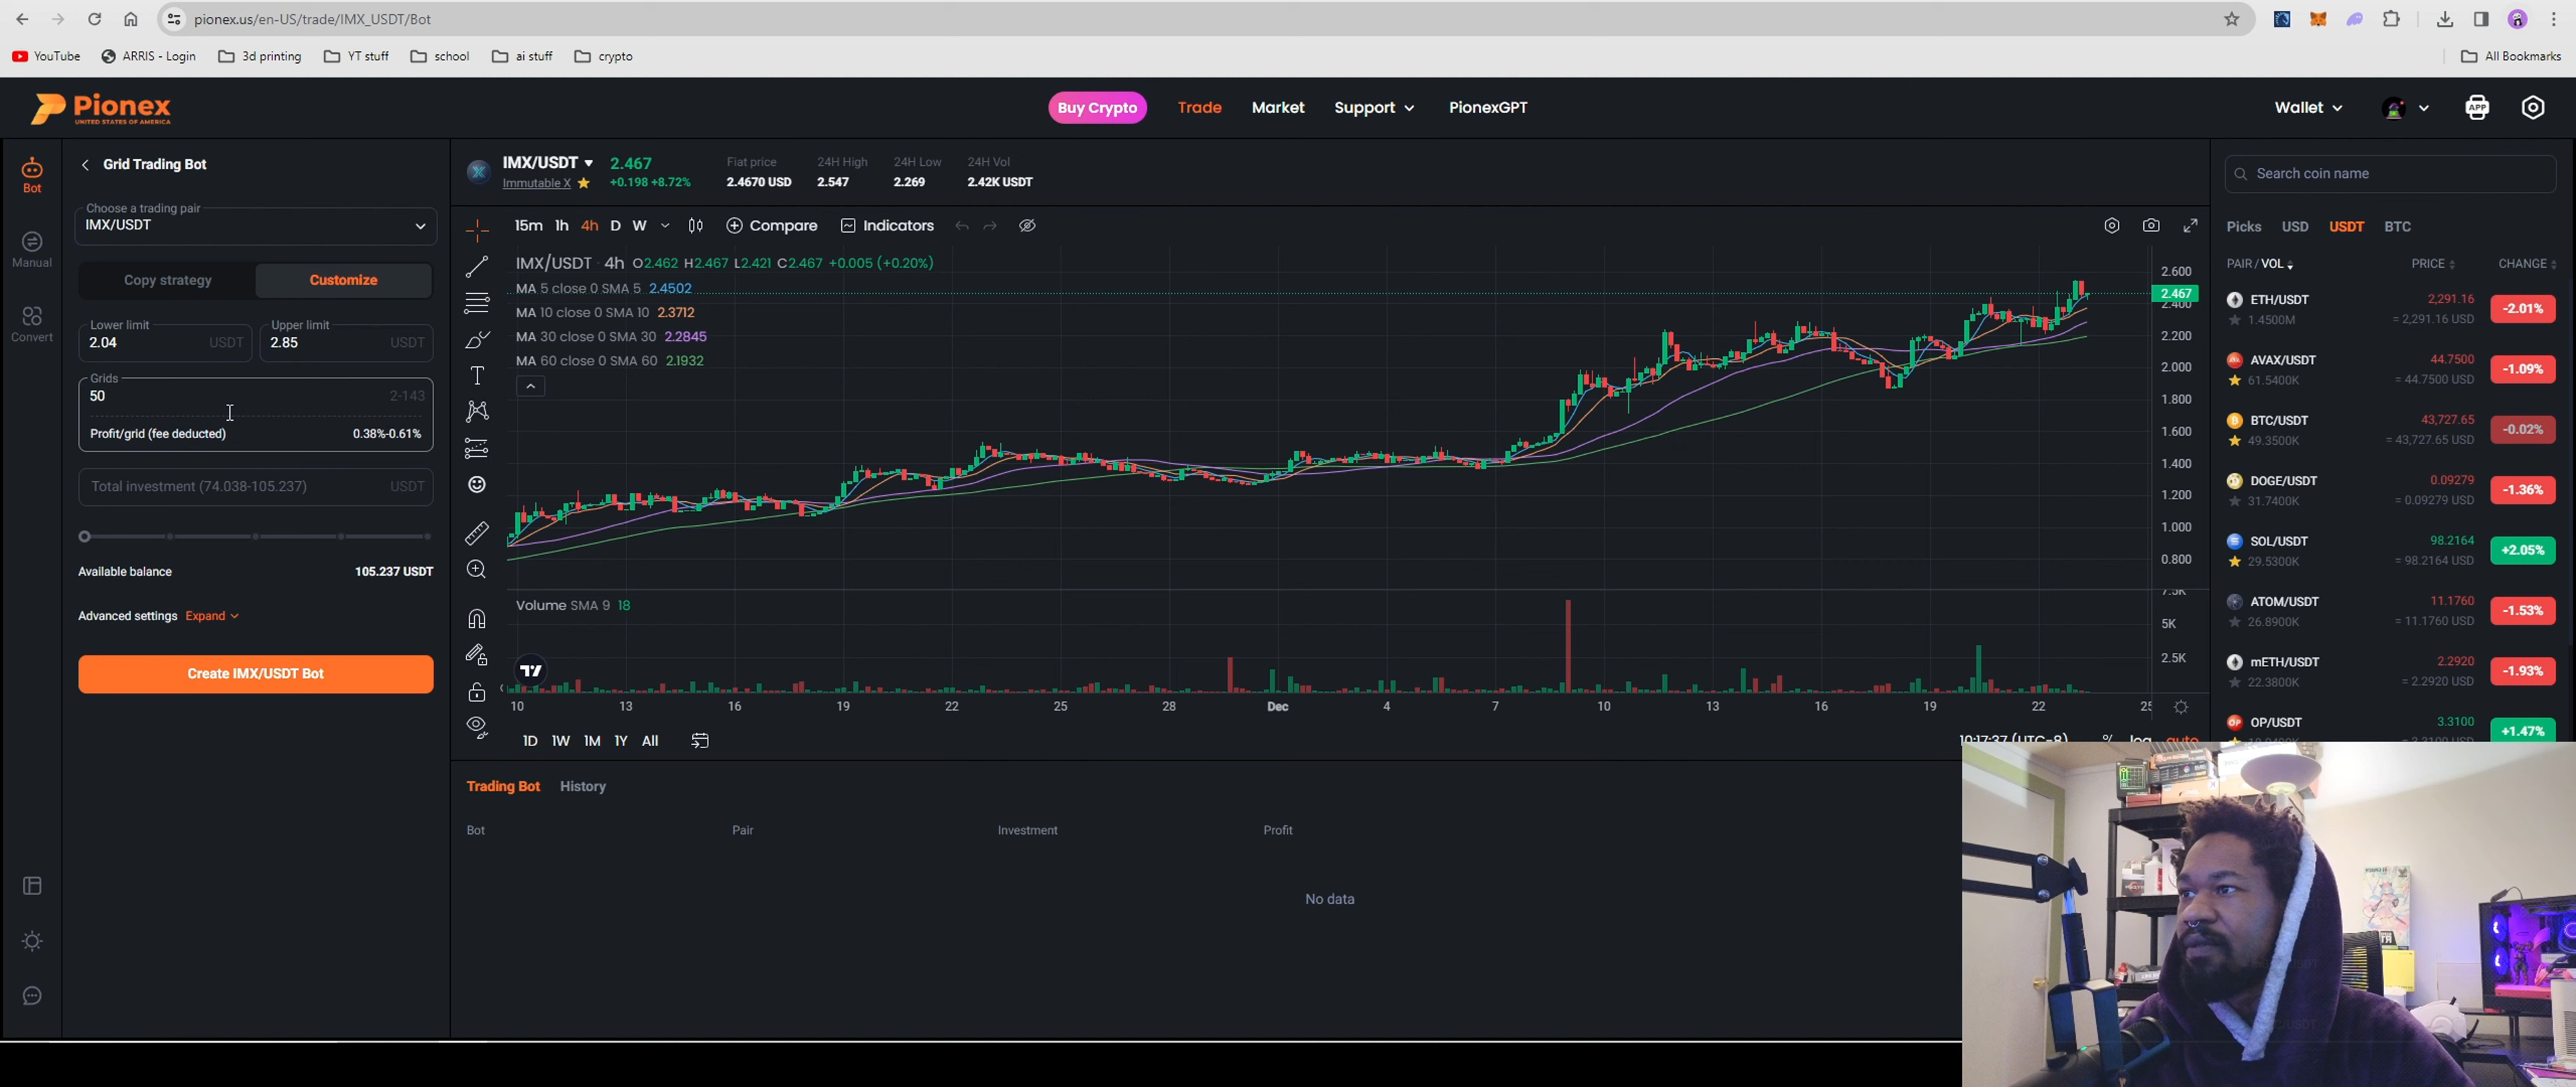 pionex.us/en-US/trade/IMX_USDT/Bot
YouTube ARRIS - Login 3d printing YT stuff school ai stuff crypto All Bookmarks
Pionex
UNITED STATES OF AMERICA
Buy Crypto Trade Market Support PionexGPT Wallet APP
Bot
Manual
Convert
Grid Trading Bot
Choose a trading pair
IMX/USDT
Copy strategy Customize
Lower limit
2.04 USDT
Upper limit
2.85 USDT
Grids
50 2-143
Profit/grid (fee deducted) 0.38%-0.61%
Total investment (74.038-105.237) USDT
Available balance 105.237 USDT
Advanced settings Expand
Create IMX/USDT Bot
IMX/USDT 2.467
Immutable X +0.198 +8.72%
Fiat price
2.4670 USD
24H High
2.547
24H Low
2.269
24H Vol
2.42K USDT
15m 1h 4h D W Compare Indicators
IMX/USDT · 4h O2.462 H2.467 L2.421 C2.467 +0.005 (+0.20%)
MA 5 close 0 SMA 5 2.4502
MA 10 close 0 SMA 10 2.3712
MA 30 close 0 SMA 30 2.2845
MA 60 close 0 SMA 60 2.1932
2.600
2.467
2.400
2.200
2.000
1.800
1.600
1.400
1.200
1.000
0.800
Volume SMA 9 18
7.5K
5K
2.5K
10 13 16 19 22 25 28 Dec 4 7 10 13 16 19 22 25
1D 1W 1M 1Y All
10:17:37 (UTC-8) % log auto
Trading Bot History
Bot Pair Investment Profit
No data
Search coin name
Picks USD USDT BTC
PAIR / VOL PRICE CHANGE
ETH/USDT 2,291.16 -2.01%
1.4500M = 2,291.16 USD
AVAX/USDT 44.7500 -1.09%
61.5400K = 44.7500 USD
BTC/USDT 43,727.65 -0.02%
49.3500K = 43,727.65 USD
DOGE/USDT 0.09279 -1.36%
31.7400K = 0.09279 USD
SOL/USDT 98.2164 +2.05%
29.5300K = 98.2164 USD
ATOM/USDT 11.1760 -1.53%
26.8900K = 11.1760 USD
mETH/USDT 2.2920 -1.93%
22.3800K = 2.2920 USD
OP/USDT 3.3100 +1.47%